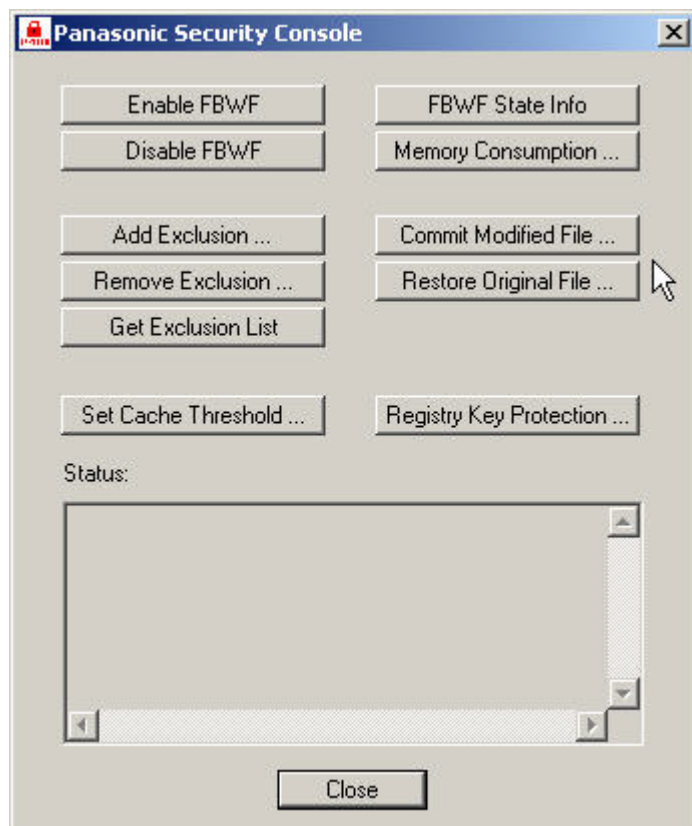 Panasonic Security Console
Enable FBWF
FBWF State Info
Disable FBWF
Memory Consumption ...
Add Exclusion ...
Commit Modified File ...
Remove Exclusion ...
Restore Original File ...
Get Exclusion List
Set Cache Threshold ...
Registry Key Protection ...
Status:
Close